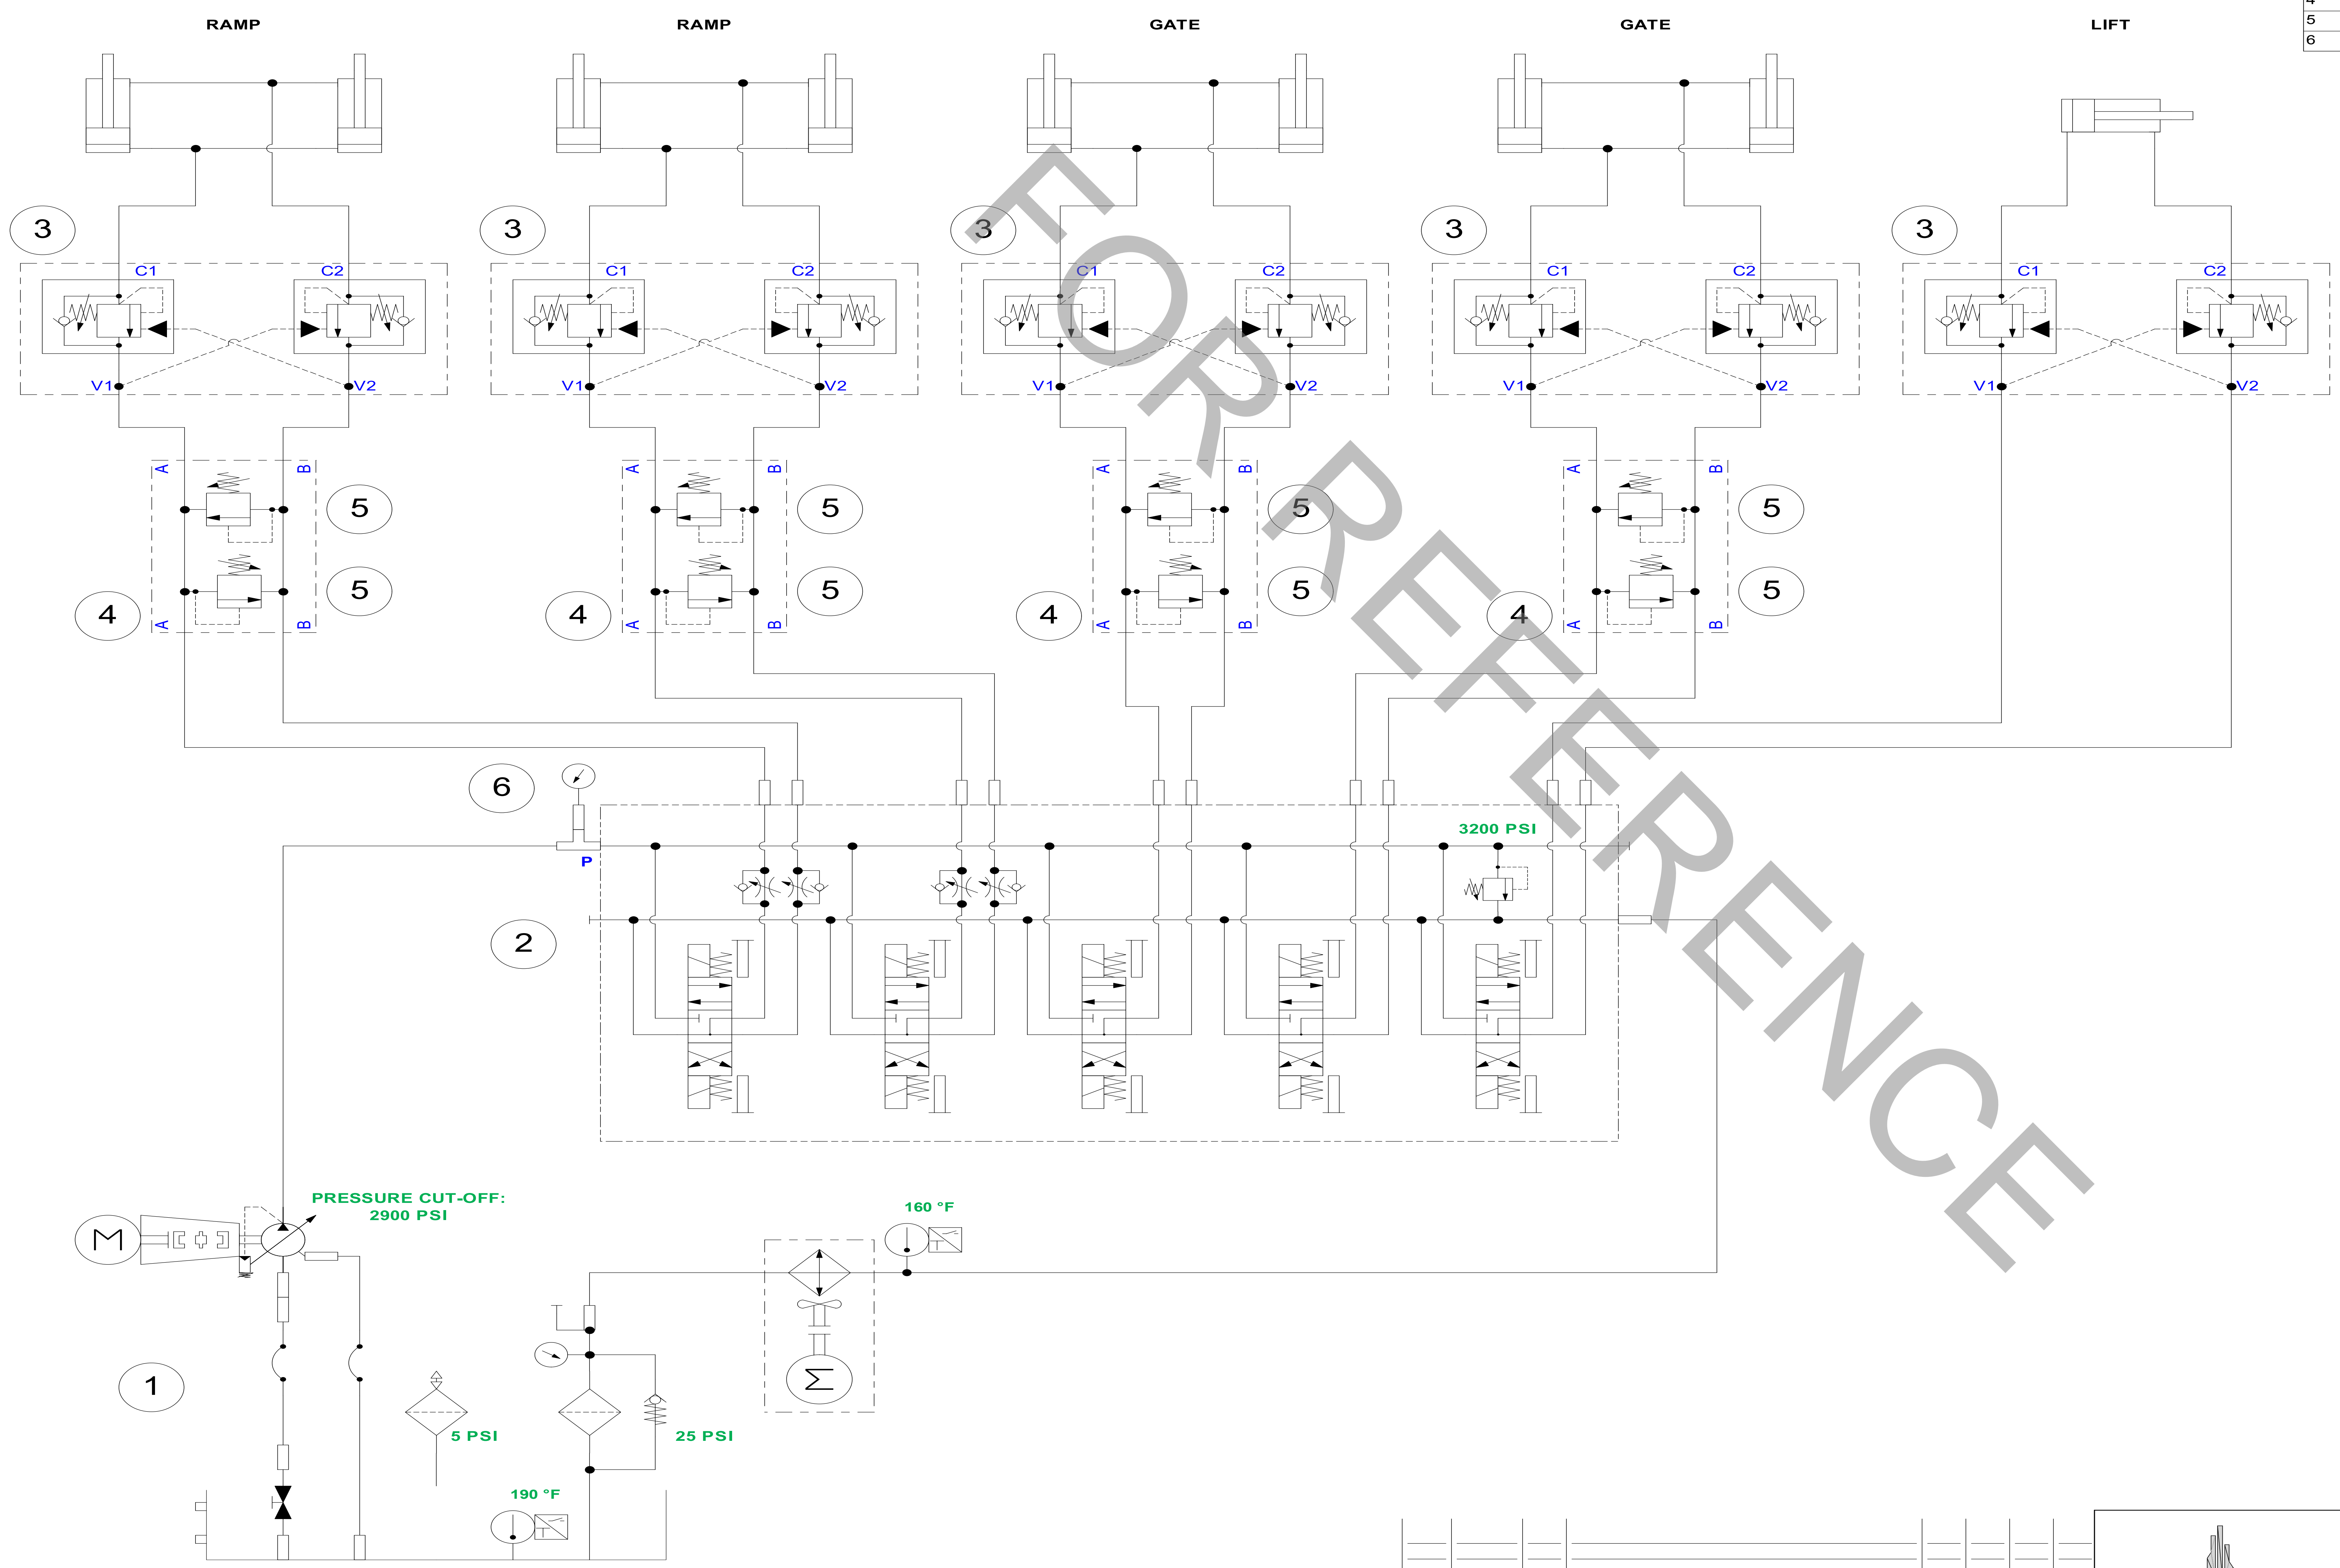 RAMP RAMP GATE GATE LIFT
4
5
6
3 3 3 3 3
C1 C2 C1 C2 C1 C2 C1 C2 C1 C2
V1 V2 V1 V2 V1 V2 V1 V2 V1 V2
A B A B A B A B
5 5 5 5
5 5 5 5
4 4 4 4
A B A B A B A B
FOR REFERENCE
6
3200 PSI
P
2
PRESSURE CUT-OFF:
2900 PSI
160 °F
M
1
M
5 PSI
25 PSI
190 °F